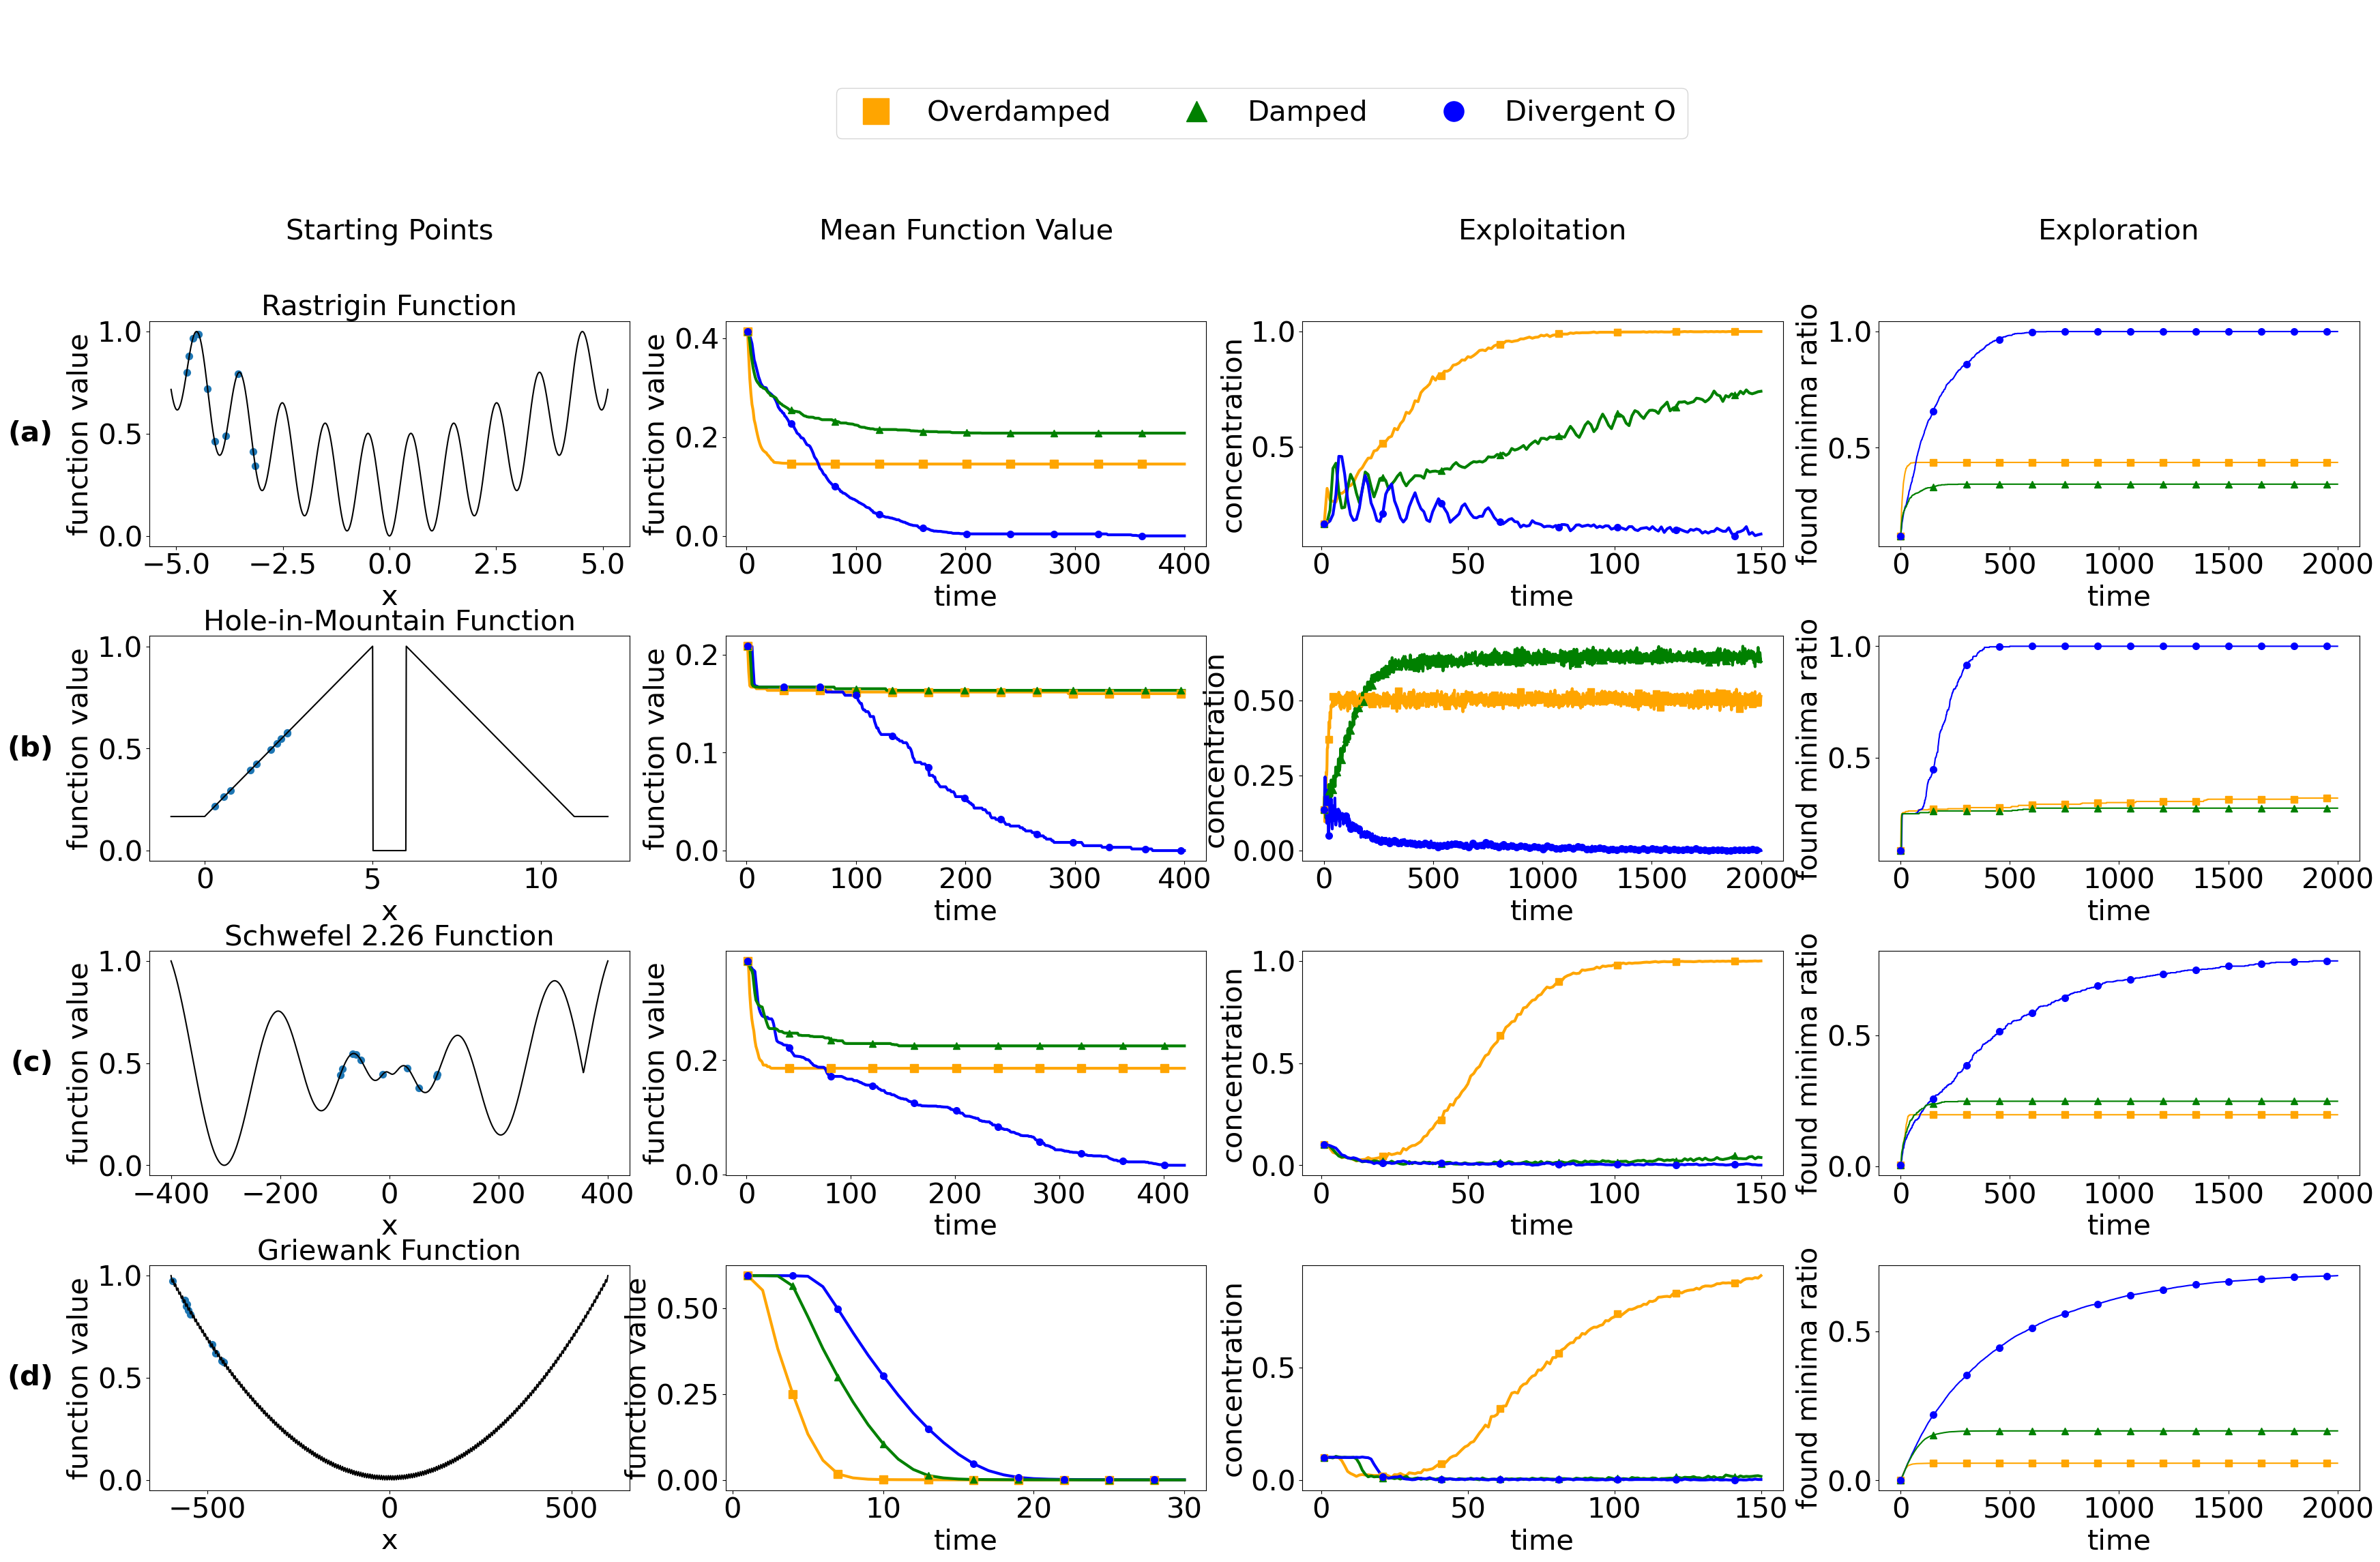 Overdamped Damped Divergent O
Starting Points Mean Function Value Exploitation Exploration
(a)
Rastrigin Function
function value
1.0
0.5
0.0
−5.0 −2.5 0.0 2.5 5.0
x
function value
0.4
0.2
0.0
0 100 200 300 400
time
concentration
1.0
0.5
0 50 100 150
time
found minima ratio
1.0
0.5
0 500 1000 1500 2000
time
(b)
Hole-in-Mountain Function
function value
1.0
0.5
0.0
0 5 10
x
function value
0.2
0.1
0.0
0 100 200 300 400
time
concentration
0.50
0.25
0.00
0 500 1000 1500 2000
time
found minima ratio
1.0
0.5
0 500 1000 1500 2000
time
(c)
Schwefel 2.26 Function
function value
1.0
0.5
0.0
−400 −200 0 200 400
x
function value
0.2
0.0
0 100 200 300 400
time
concentration
1.0
0.5
0.0
0 50 100 150
time
found minima ratio
0.5
0.0
0 500 1000 1500 2000
time
(d)
Griewank Function
function value
1.0
0.5
0.0
−500 0 500
x
function value
0.50
0.25
0.00
0 10 20 30
time
concentration
0.5
0.0
0 50 100 150
time
found minima ratio
0.5
0.0
0 500 1000 1500 2000
time